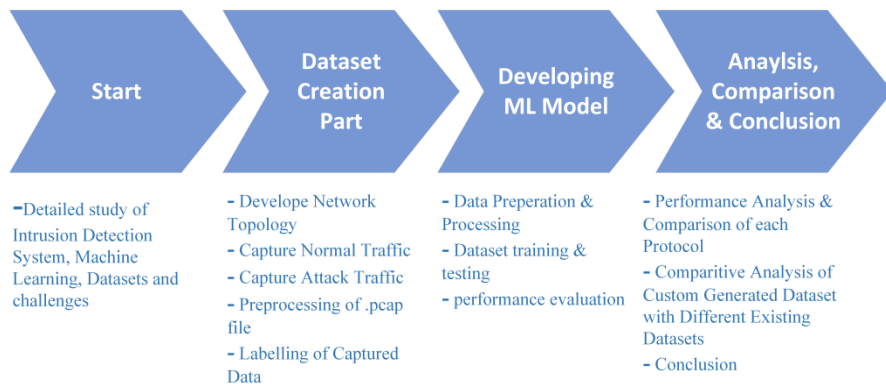 Start
Dataset
Creation
Part
Developing
ML Model
Anaylsis,
Comparison
& Conclusion
-Detailed study of
Intrusion Detection
System, Machine
Learning, Datasets and
challenges
- Develope Network
Topology
- Capture Normal Traffic
- Capture Attack Traffic
- Preprocessing of .pcap
file
- Labelling of Captured
Data
- Data Preperation &
Processing
- Dataset training &
testing
- performance evaluation
- Performance Analysis &
Comparison of each
Protocol
- Comparitive Analysis of
Custom Generated Dataset
with Different Existing
Datasets
- Conclusion